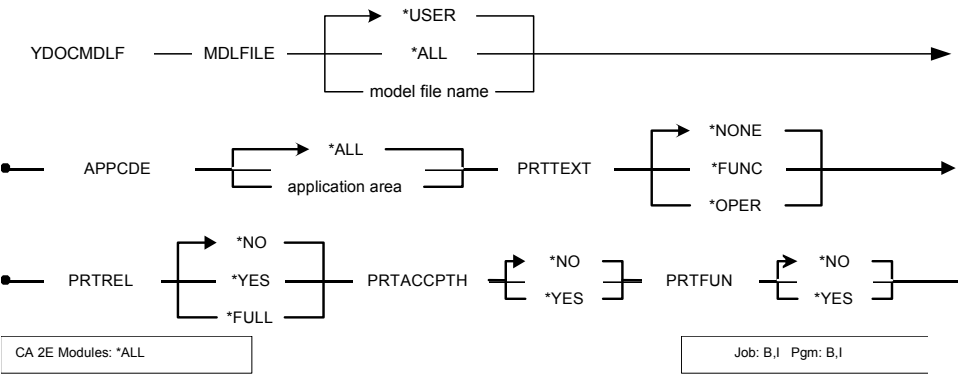 *USER
YDOCMDLF MDLFILE *ALL
model file name
*NONE
APPCDE *ALL PRTTEXT *FUNC
application area
*OPER
*NO
PRTREL *YES PRTACCPTH *NO PRTFUN *NO
*YES *YES
*FULL
CA 2E Modules: *ALL Job: B,I Pgm: B,I